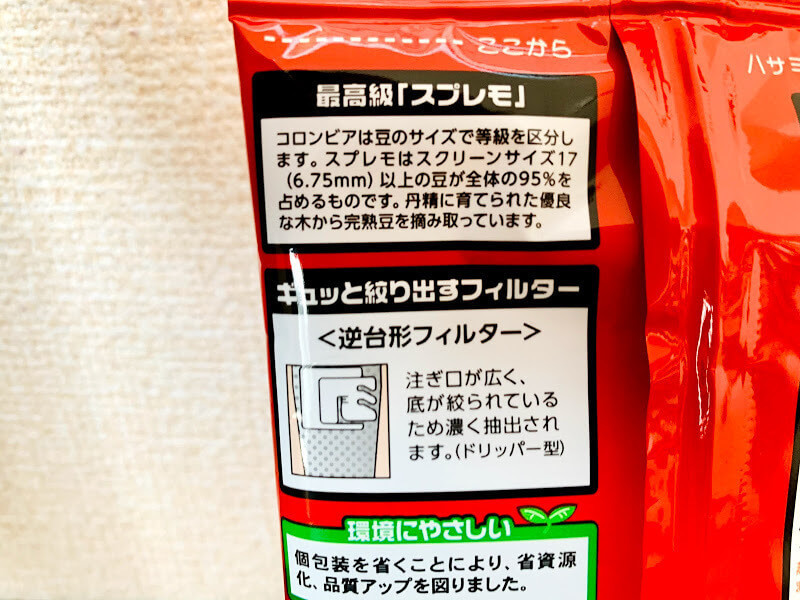 ここから
ハサミ
最高級「スプレモ」
コロンビアは豆のサイズで等級を区分し
ます。スプレモはスクリーンサイズ17
(6.75mm)以上の豆が全体の95%を
占めるものです。丹精に育てられた優良
な木から完熟豆を摘み取っています。
ギュッと絞り出すフィルター
<逆台形フィルター>
注ぎ口が広く、
底が絞られている
ため濃く抽出され
ます。(ドリッパー型)
環境にやさしい
個包装を省くことにより、省資源
化、品質アップを図りました。